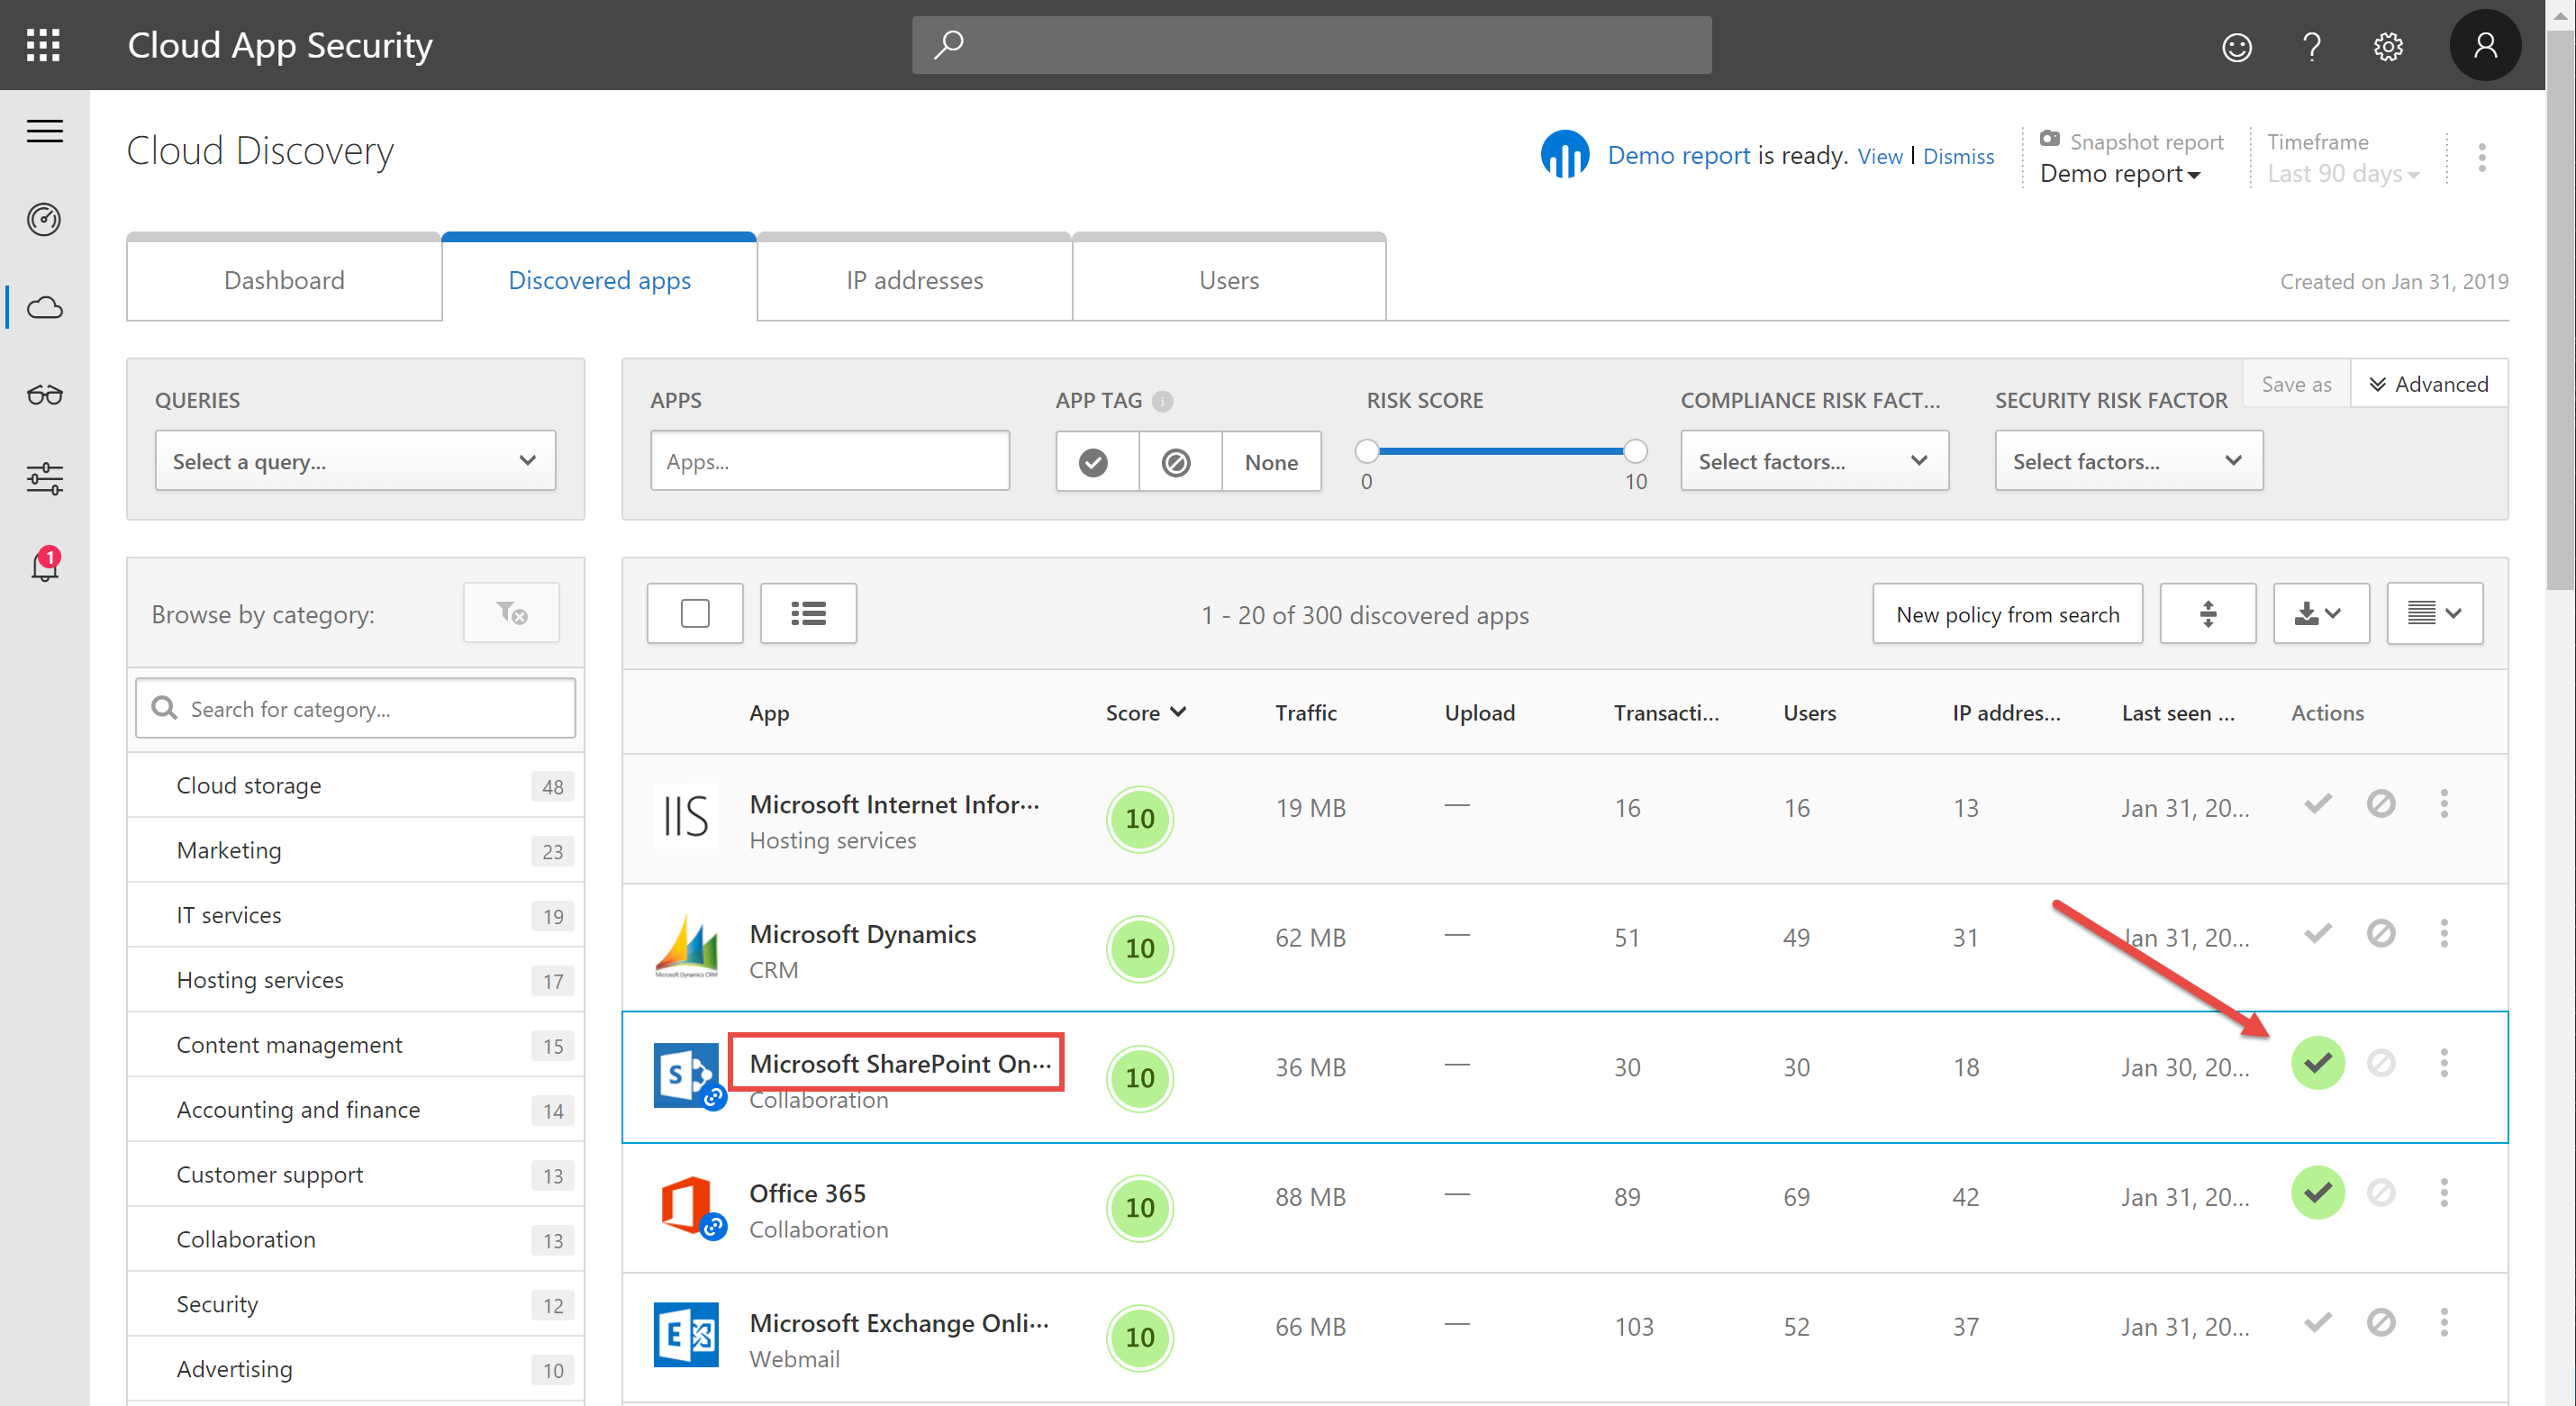 Cloud App Security
Cloud Discovery
Demo report is ready. View | Dismiss
Snapshot report
Demo report
Timeframe
Last 90 days
Dashboard
Discovered apps
IP addresses
Users
Created on Jan 31, 2019
QUERIES
Select a query...
APPS
Apps...
APP TAG
None
RISK SCORE
0
10
COMPLIANCE RISK FACT...
Select factors...
SECURITY RISK FACTOR
Select factors...
Save as
Advanced
1
Browse by category:
Search for category...
Cloud storage 48
Marketing 23
IT services 19
Hosting services 17
Content management 15
Accounting and finance 14
Customer support 13
Collaboration 13
Security 12
Advertising 10
1 - 20 of 300 discovered apps
New policy from search
App Score Traffic Upload Transacti... Users IP addres... Last seen ... Actions
IIS Microsoft Internet Infor... 10 19 MB — 16 16 13 Jan 31, 20...
Hosting services
Microsoft Dynamics 10 62 MB — 51 49 31 Jan 31, 20...
Microsoft Dynamics CRM
CRM
S Microsoft SharePoint On... 10 36 MB — 30 30 18 Jan 30, 20...
Collaboration
Office 365 10 88 MB — 89 69 42 Jan 31, 20...
Collaboration
E Microsoft Exchange Onli... 10 66 MB — 103 52 37 Jan 31, 20...
Webmail